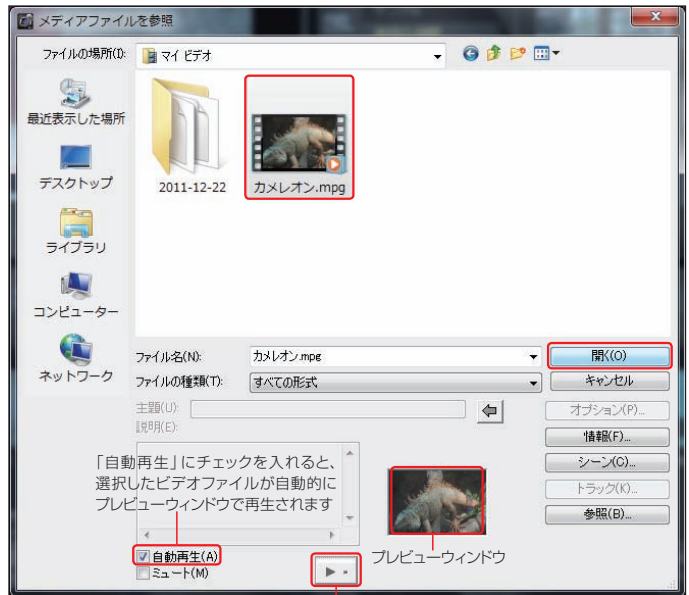 メディアファイルを参照
ファイルの場所(I):
マイ ビデオ
最近表示した場所
デスクトップ
ライブラリ
コンピューター
ネットワーク
2011-12-22
カメレオン.mpg
ファイル名(N):
カメレオン.mpg
開く(O)
ファイルの種類(T):
すべての形式
キャンセル
主題(U):
オプション(P)...
説明(E):
情報(F)...
シーン(C)...
トラック(K)...
参照(B)...
「自動再生」にチェックを入れると、
選択したビデオファイルが自動的に
プレビューウィンドウで再生されます
プレビューウィンドウ
自動再生(A)
ミュート(M)